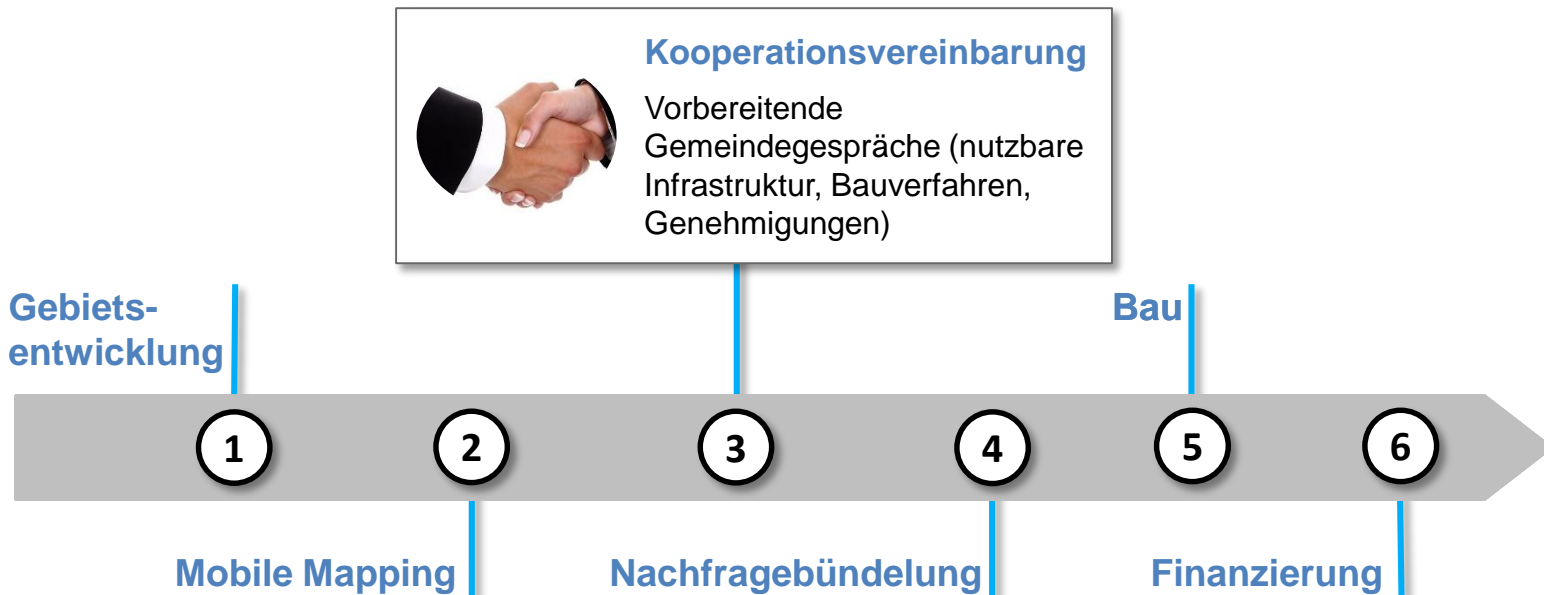 Kooperationsvereinbarung
Vorbereitende
Gemeindegespräche (nutzbare
Infrastruktur, Bauverfahren,
Genehmigungen)
Gebiets-
entwicklung
Bau
1 2 3 4 5 6
Mobile Mapping
Nachfragebündelung
Finanzierung